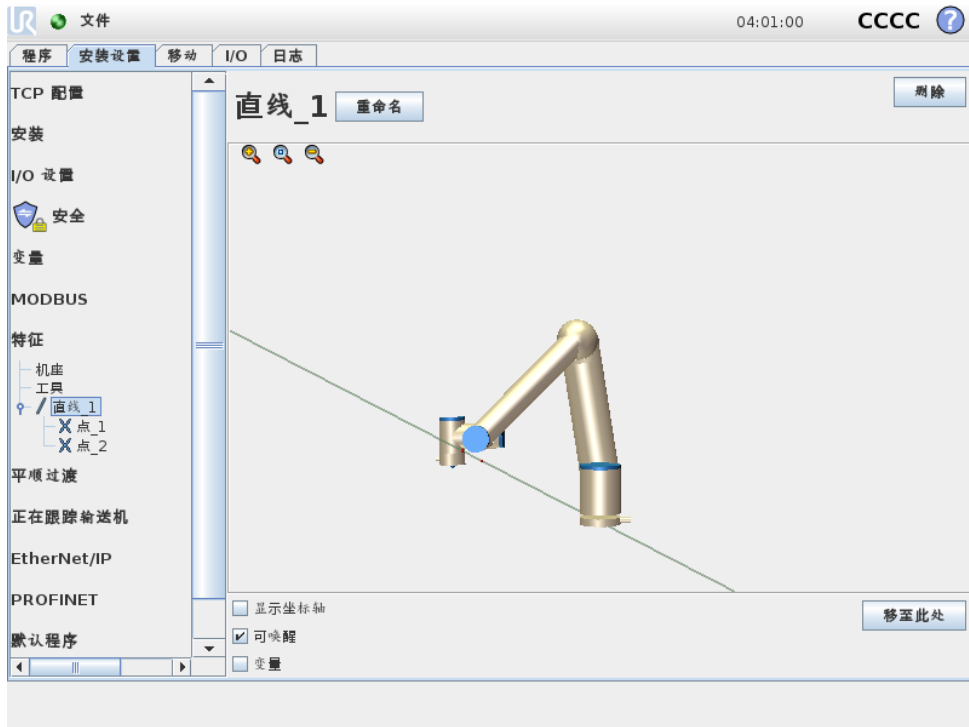 UR 文件 04:01:00 CCCC ?
程序 安装设置 移动 I/O 日志
TCP 配置
安装
I/O 设置
安全
变量
MODBUS
特征
机座
工具
直线_1
点_1
点_2
平顺过渡
正在跟踪输送机
EtherNet/IP
PROFINET
默认程序
直线_1 重命名 删除
显示坐标轴
可唤醒
变量
移至此处